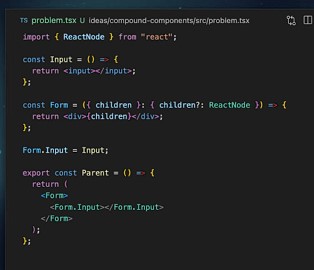 TS problem.tsx U ideas/compound-components/src/problem.tsx
import { ReactNode } from "react";
const Input = () => {
return <input></input>;
};
const Form = ({ children }: { children?: ReactNode }) => {
return <div>{children}</div>;
};
Form.Input = Input;
export const Parent = () => {
return (
<Form>
<Form.Input></Form.Input>
</Form>
);
};